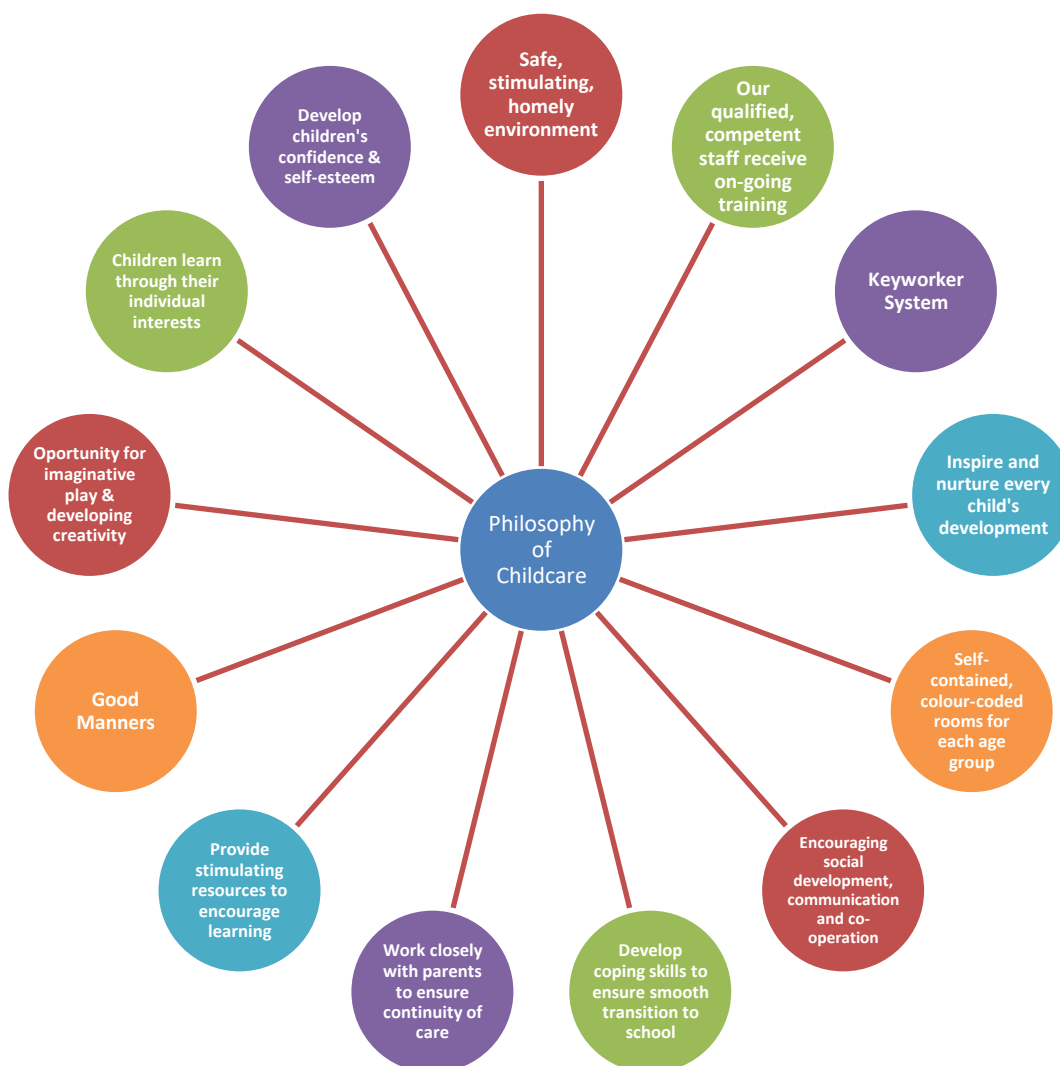 Safe,
stimulating,
homely
environment
Our
qualified,
competent
staff receive
on-going
training
Keyworker
System
Inspire and
nurture every
child's
development
Self-
contained,
colour-coded
rooms for
each age
group
Encouraging
social
development,
communication
and co-
operation
Develop
coping skills to
ensure smooth
transition to
school
Work closely
with parents
to ensure
continuity of
care
Provide
stimulating
resources to
encourage
learning
Good
Manners
Oportunity for
imaginative
play &
developing
creativity
Children learn
through their
individual
interests
Develop
children's
confidence &
self-esteem
Philosophy
of
Childcare